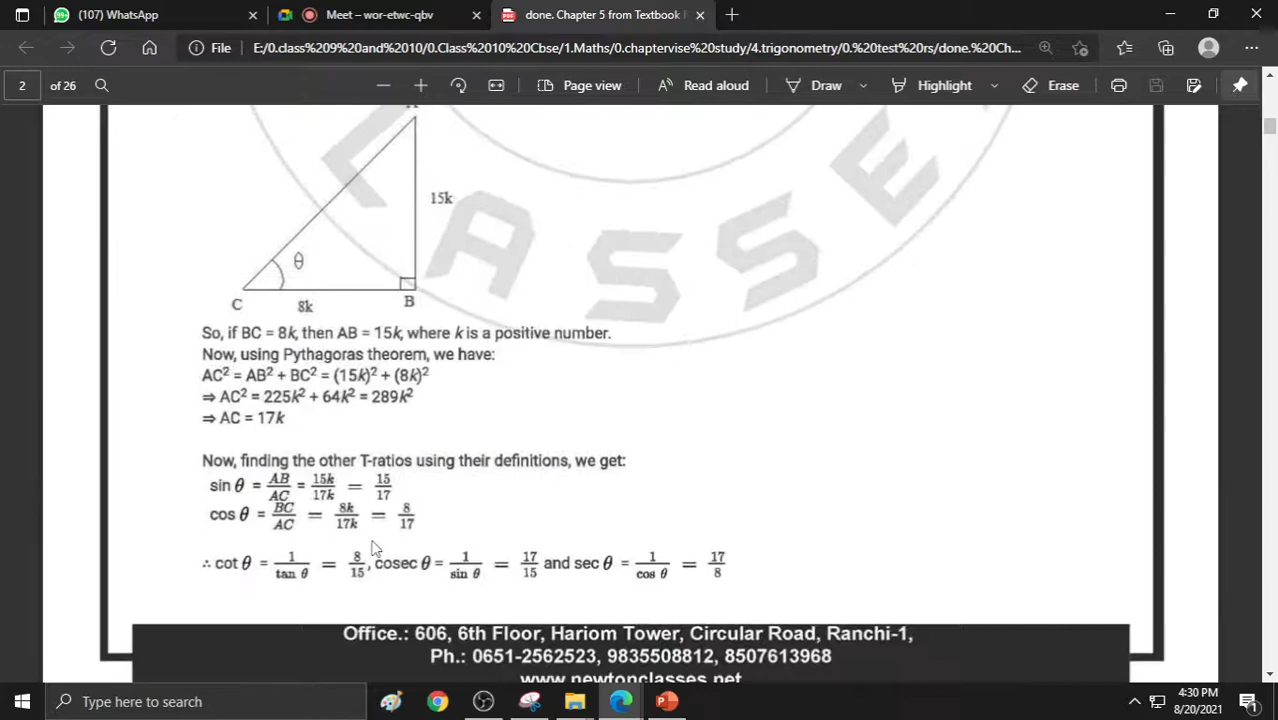 (107) WhatsApp
Meet – wor-etwc-qbv
done. Chapter 5 from Textbook
File
E:/0.class%209%20and%2010/0.Class%2010%20Cbse/1.Maths/0.chaptervise%20study/4.trigonometry/0.%20test%20rs/done.%20Ch...
2 of 26
Page view
Read aloud
Draw
Highlight
Erase
15k
θ
C
8k
B
LASSE
So, if BC = 8k, then AB = 15k, where k is a positive number.
Now, using Pythagoras theorem, we have:
AC² = AB² + BC² = (15k)² + (8k)²
⇒ AC² = 225k² + 64k² = 289k²
⇒ AC = 17k
Now, finding the other T-ratios using their definitions, we get:
sin θ = AB/AC = 15k/17k = 15/17
cos θ = BC/AC = 8k/17k = 8/17
∴ cot θ = 1/tan θ = 8/15, cosec θ = 1/sin θ = 17/15 and sec θ = 1/cos θ = 17/8
Office.: 606, 6th Floor, Hariom Tower, Circular Road, Ranchi-1,
Ph.: 0651-2562523, 9835508812, 8507613968
www.newtonclasses.net
Type here to search
4:30 PM
8/20/2021